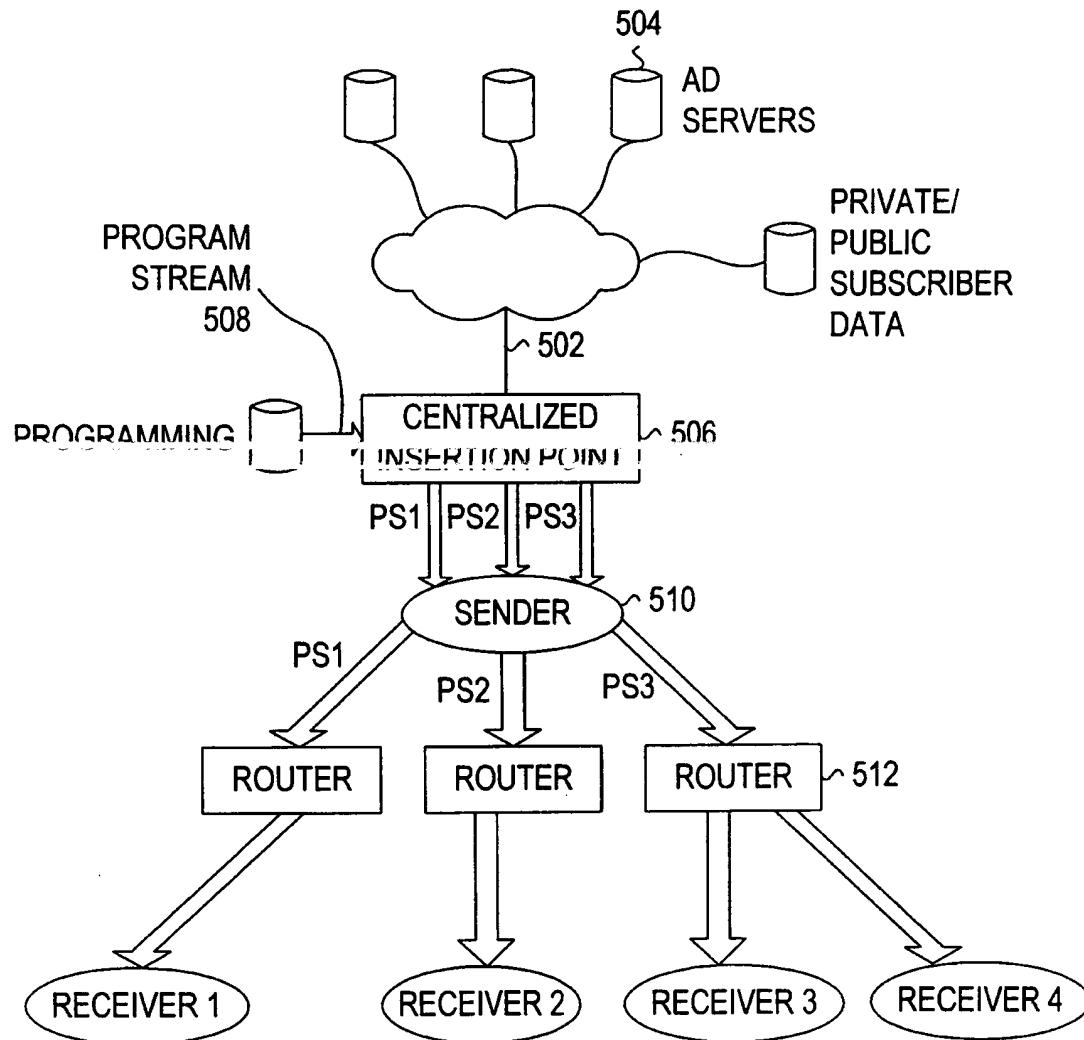 504
AD
SERVERS
PRIVATE/
PUBLIC
SUBSCRIBER
DATA
PROGRAM
STREAM
508
502
PROGRAMMING
CENTRALIZED
INSERTION POINT
506
PS1 PS2 PS3
SENDER
510
PS1
PS2
PS3
ROUTER
ROUTER
ROUTER
512
RECEIVER 1
RECEIVER 2
RECEIVER 3
RECEIVER 4